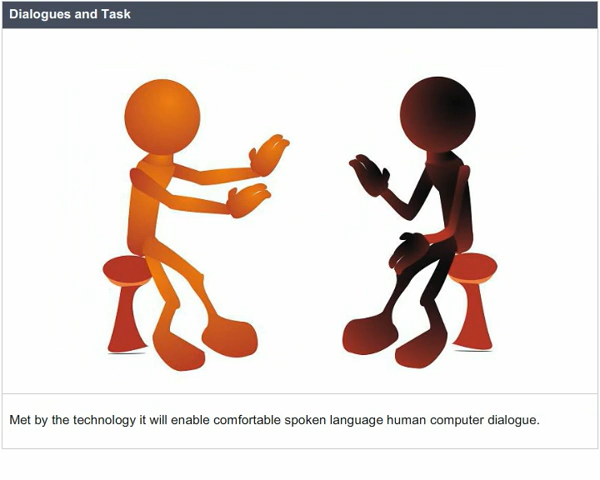 Dialogues and Task
Met by the technology it will enable comfortable spoken language human computer dialogue.